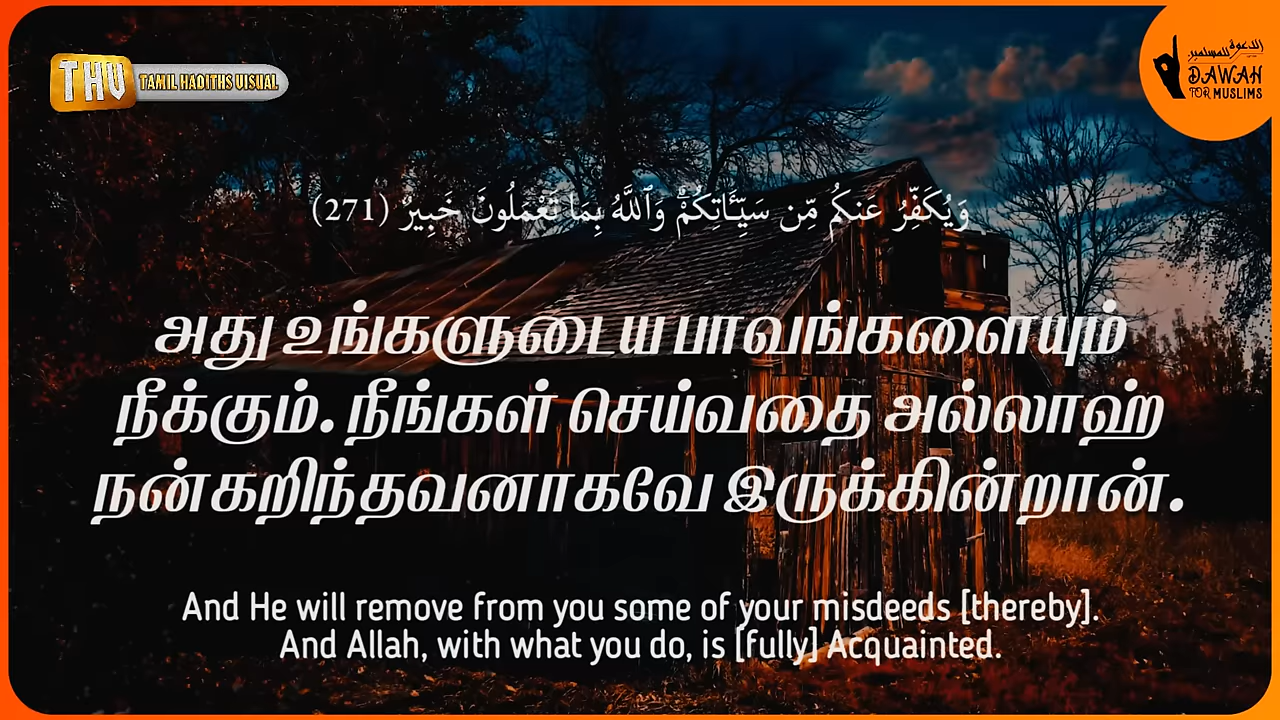 THV TAMIL HADITHS VISUAL
الدعوة للمسلمين
DAWAH
FOR MUSLIMS
وَيُكَفِّرُ عَنكُم مِّن سَيِّـَٔاتِكُمْ وَٱللَّهُ بِمَا تَعْمَلُونَ خَبِيرٌ (271)
அது உங்களுடைய பாவங்களையும்
நீக்கும். நீங்கள் செய்வதை அல்லாஹ்
நன்கறிந்தவனாகவே இருக்கின்றான்.
And He will remove from you some of your misdeeds [thereby].
And Allah, with what you do, is [fully] Acquainted.